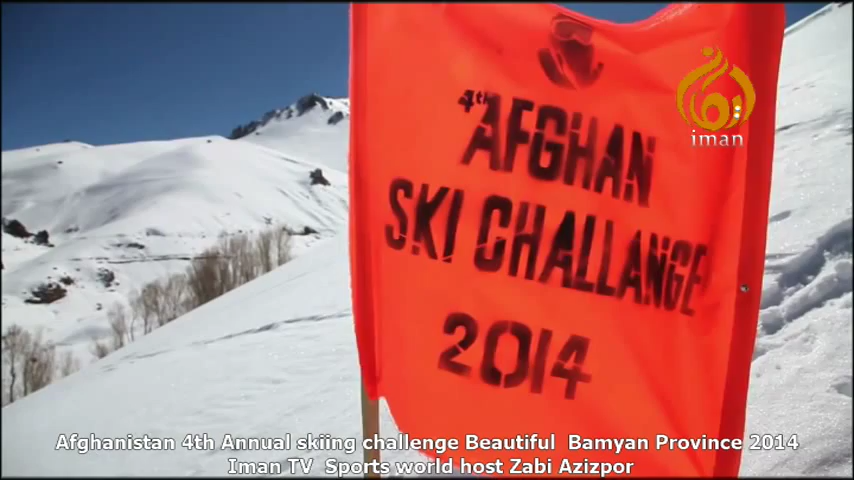 4th AFGHAN
SKI CHALLANGE
2014
iman
Afghanistan 4th Annual skiing challenge Beautiful Bamyan Province 2014
Iman TV Sports world host Zabi Azizpor